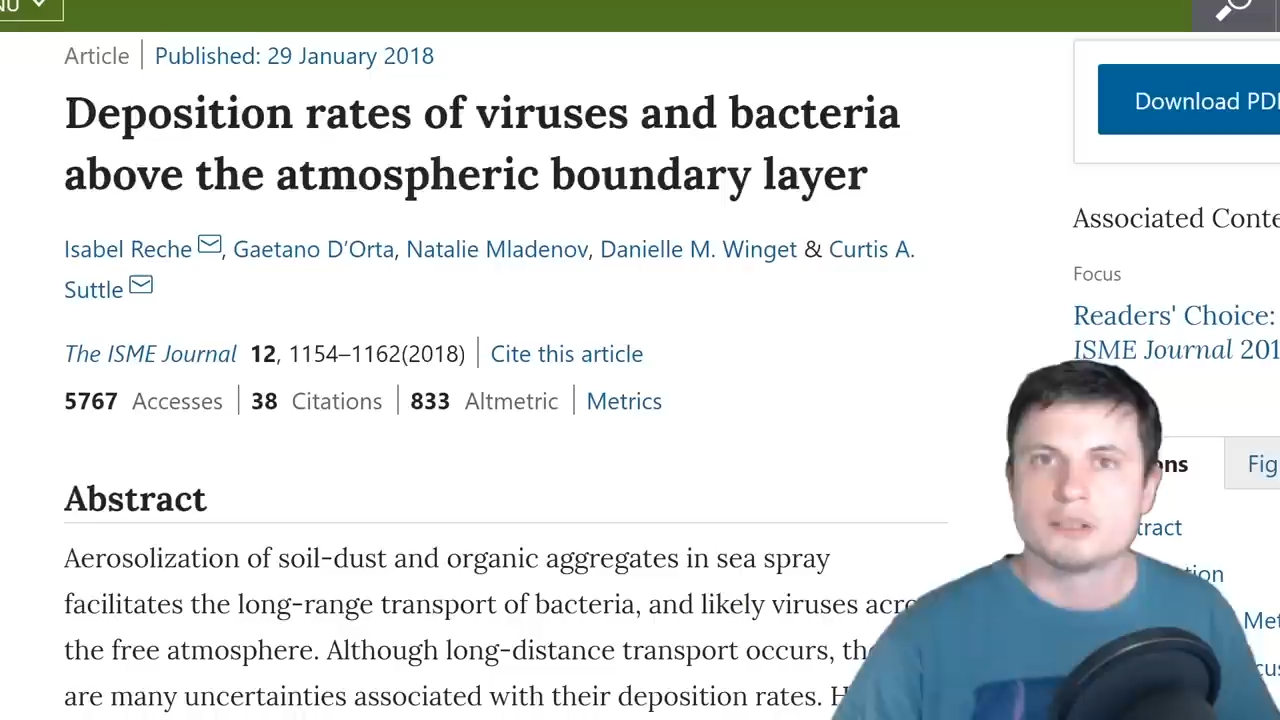 Article | Published: 29 January 2018
Deposition rates of viruses and bacteria
above the atmospheric boundary layer
Isabel Reche, Gaetano D’Orta, Natalie Mladenov, Danielle M. Winget & Curtis A.
Suttle
The ISME Journal 12, 1154–1162(2018) | Cite this article
5767 Accesses | 38 Citations | 833 Altmetric | Metrics
Abstract
Aerosolization of soil-dust and organic aggregates in sea spray
facilitates the long-range transport of bacteria, and likely viruses
the free atmosphere. Although long-distance transport occurs,
are many uncertainties associated with their deposition rates.
Download
Associated
Focus
Readers' Choice:
ISME Journal